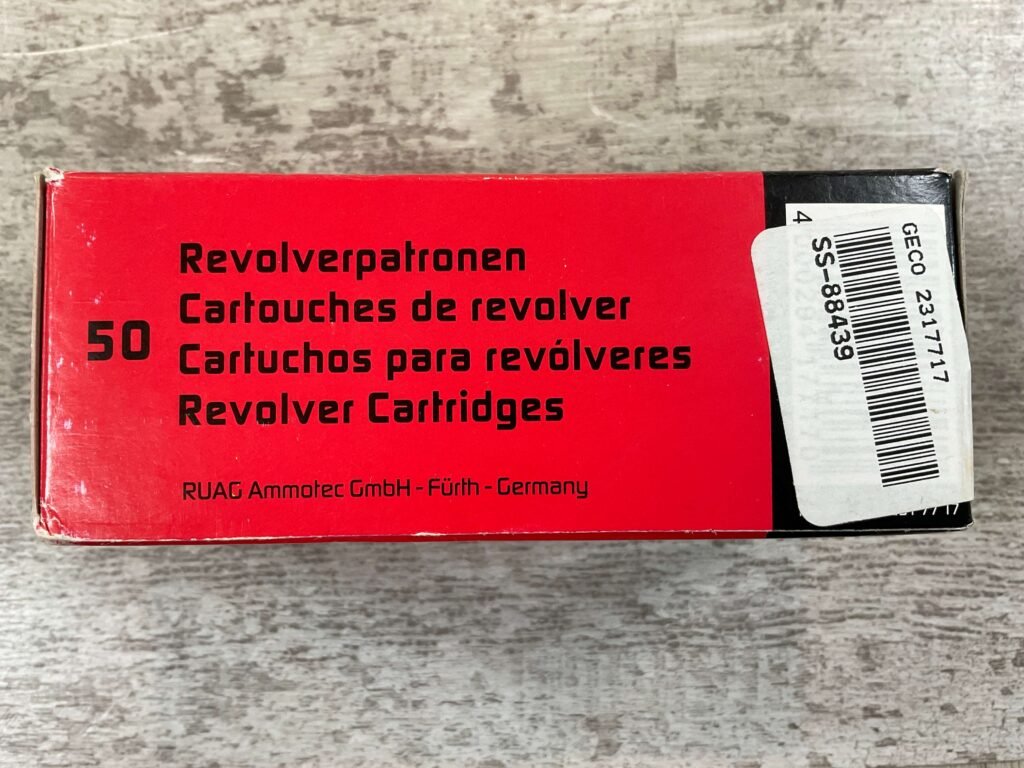 50
Revolverpatronen
Cartouches de revolver
Cartuchos para revólveres
Revolver Cartridges
RUAG Ammotec GmbH - Fürth - Germany
4
GECO 2317717
SS-88439